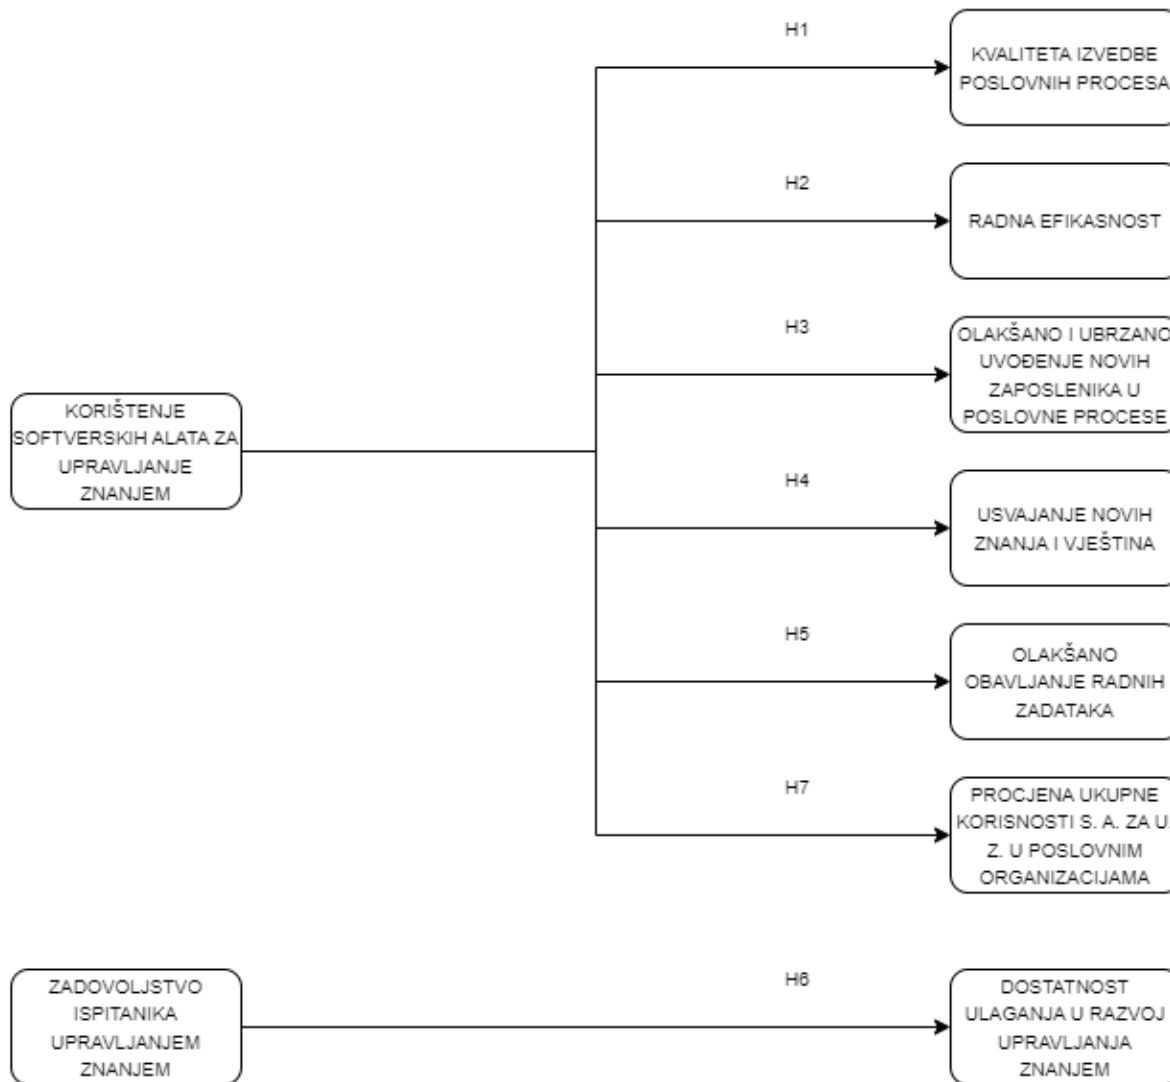 H1
KVALITETA IZVEDBE
POSLOVNIH PROCESA
H2
RADNA EFIKASNOST
H3
OLAKŠANO I UBRZANO
UVOĐENJE NOVIH
ZAPOSLENIKA U
POSLOVNE PROCESE
KORIŠTENJE
SOFTVERSKIH ALATA ZA
UPRAVLJANJE
ZNANJEM
H4
USVAJANJE NOVIH
ZNANJA I VJEŠTINA
H5
OLAKŠANO
OBAVLJANJE RADNIH
ZADATAKA
H7
PROCJENA UKUPNE
KORISNOSTI S. A. ZA U.
Z. U POSLOVNIM
ORGANIZACIJAMA
ZADOVOLJSTVO
ISPITANIKA
UPRAVLJANJEM
ZNANJEM
H6
DOSTATNOST
ULAGANJA U RAZVOJ
UPRAVLJANJA
ZNANJEM